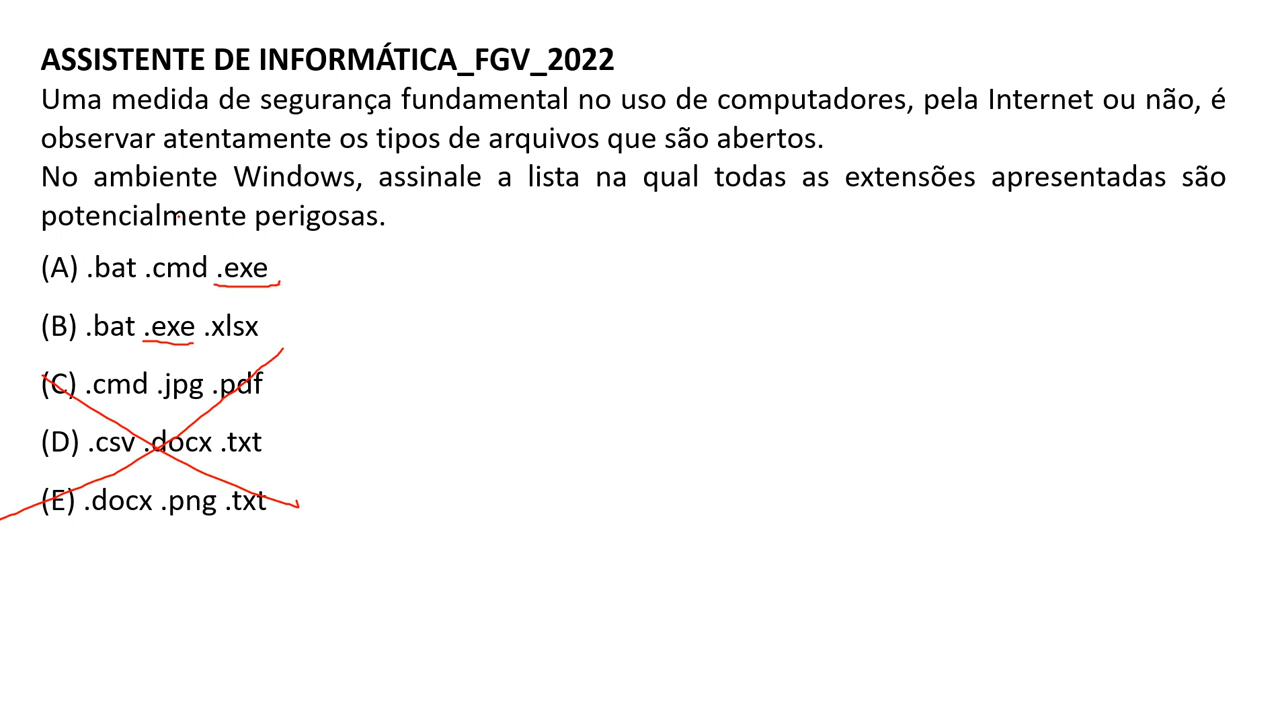 ASSISTENTE DE INFORMÁTICA_FGV_2022
Uma medida de segurança fundamental no uso de computadores, pela Internet ou não, é
observar atentamente os tipos de arquivos que são abertos.
No ambiente Windows, assinale a lista na qual todas as extensões apresentadas são
potencialmente perigosas.
(A) .bat .cmd .exe
(B) .bat .exe .xlsx
(C) .cmd .jpg .pdf
(D) .csv .docx .txt
(E) .docx .png .txt